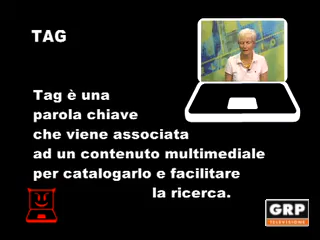 TAG
Tag è una
parola chiave
che viene associata
ad un contenuto multimediale
per catalogarlo e facilitare
la ricerca.
GRP
TELEVISIONE